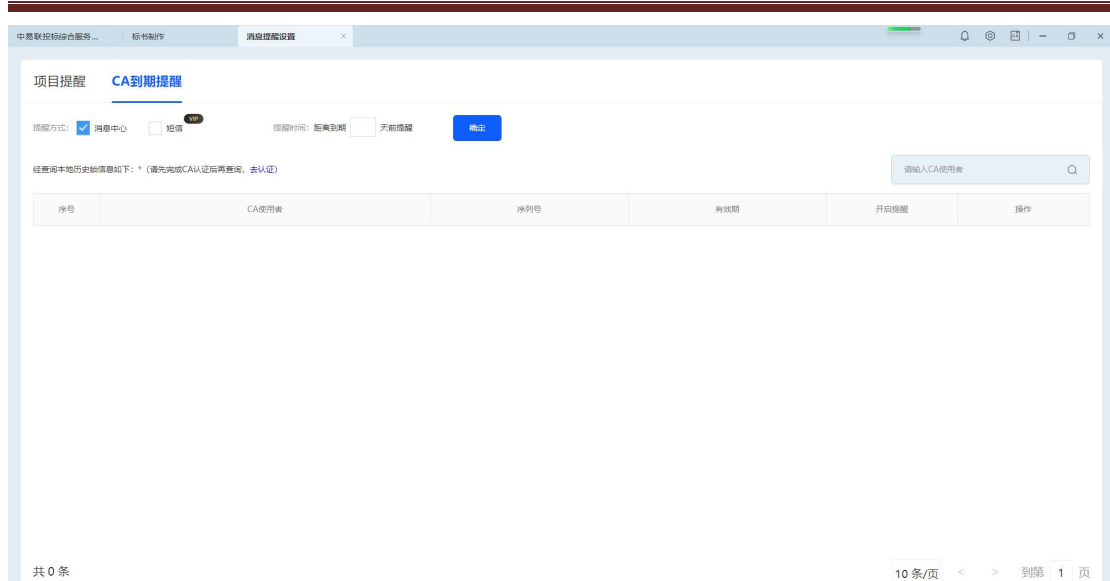 中易联投标综合服务... 标书制作 消息提醒设置
项目提醒 CA到期提醒
提醒方式: 消息中心 短信 VIP 提醒时间: 距离到期 天前提醒 确定
经查询本地历史锁信息如下: * (请先完成CA认证后再查询, 去认证) 请输入CA使用者
序号 CA使用者 序列号 有效期 开启提醒 操作
共 0 条 10 条/页 < > 到第 1 页